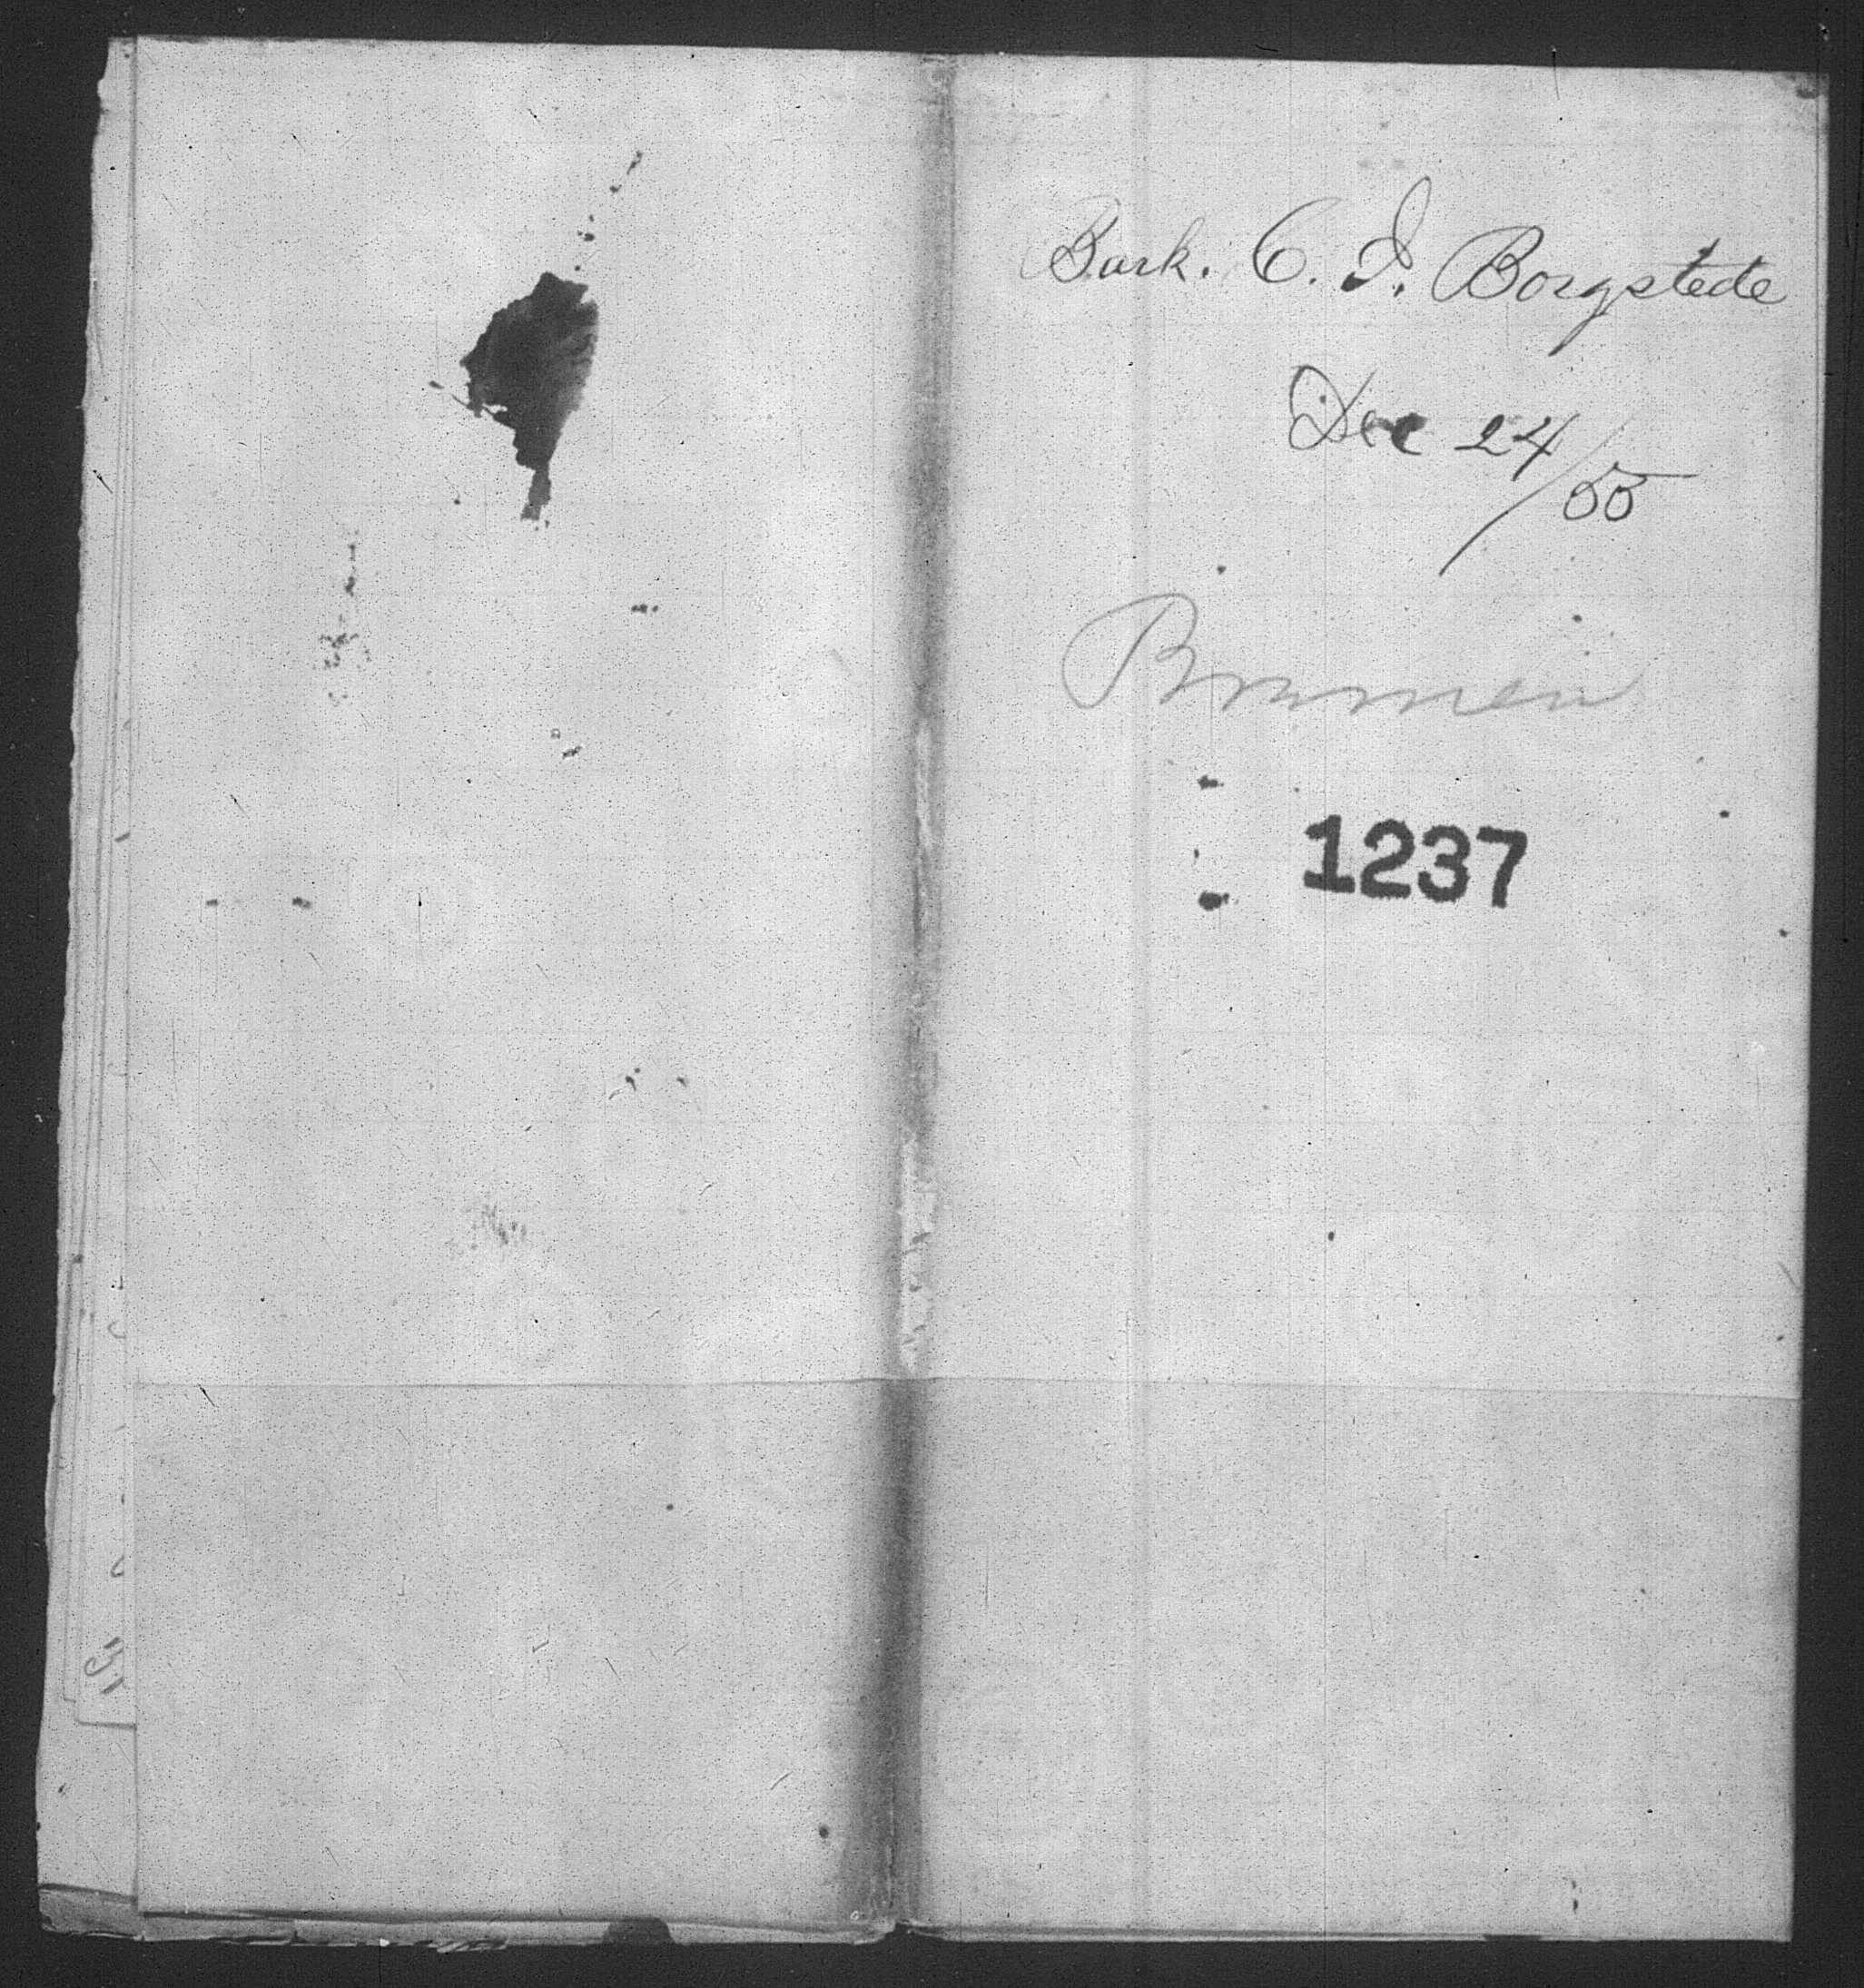 Bark. C. I. Borgstede
Dec 24/55
Bremen
1237